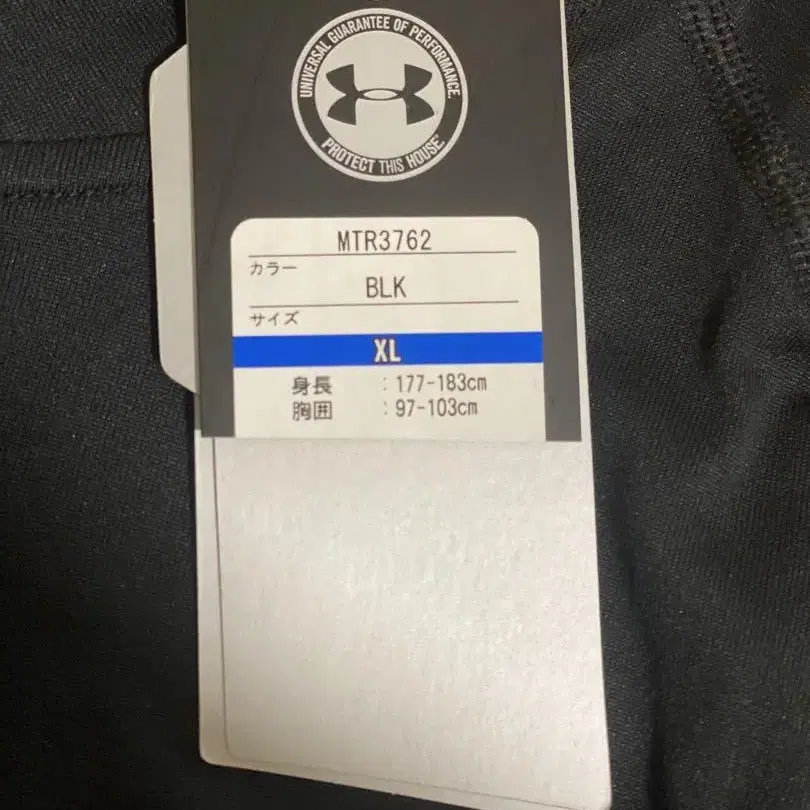 UNIVERSAL GUARANTEE OF PERFORMANCE.
PROTECT THIS HOUSE
MTR3762
カラー
BLK
サイズ
XL
身長 : 177-183cm
胸囲 : 97-103cm